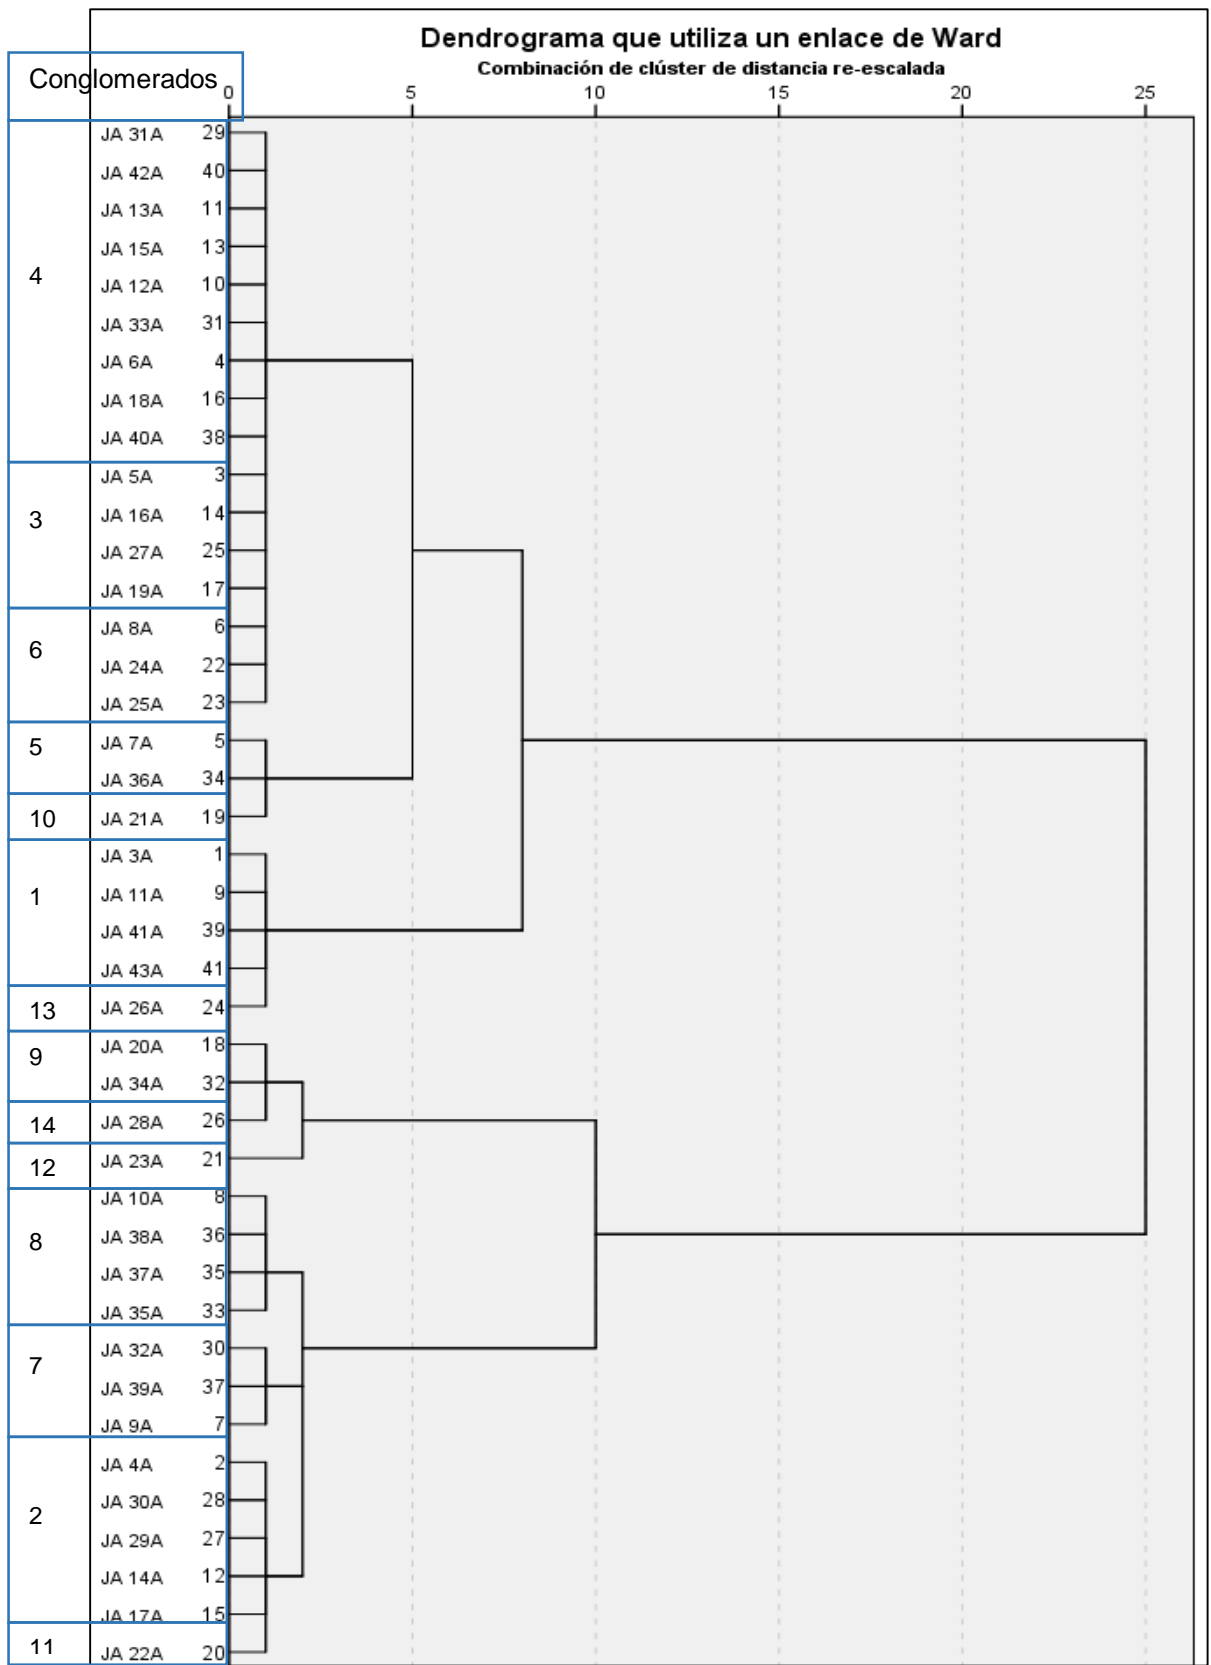 Dendrograma que utiliza un enlace de Ward
Combinación de clúster de distancia re-escalada
Conglomerados
0 5 10 15 20 25
JA 31A 29
JA 42A 40
JA 13A 11
JA 15A 13
4
JA 12A 10
JA 33A 31
JA 6A 4
JA 18A 16
JA 40A 38
JA 5A 3
3
JA 16A 14
JA 27A 25
JA 19A 17
JA 8A 6
6
JA 24A 22
JA 25A 23
5
JA 7A 5
JA 36A 34
10 JA 21A 19
JA 3A 1
1
JA 11A 9
JA 41A 39
JA 43A 41
13 JA 26A 24
9
JA 20A 18
JA 34A 32
14 JA 28A 26
12 JA 23A 21
JA 10A 8
8
JA 38A 36
JA 37A 35
JA 35A 33
7
JA 32A 30
JA 39A 37
JA 9A 7
JA 4A 2
2
JA 30A 28
JA 29A 27
JA 14A 12
JA 17A 15
11 JA 22A 20